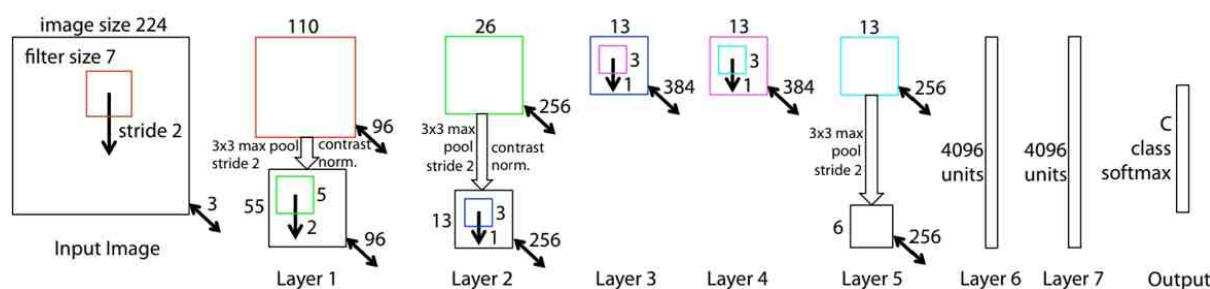 image size 224
filter size 7
stride 2
3
Input Image
110
96
3x3 max pool
stride 2
contrast
norm.
55
5
2
96
Layer 1
26
256
3x3 max
pool
stride 2
contrast
norm.
13
3
1
256
Layer 2
13
3
1
384
Layer 3
13
3
1
384
Layer 4
13
256
3x3 max
pool
stride 2
6
256
Layer 5
4096
units
Layer 6
4096
units
Layer 7
C
class
softmax
Output